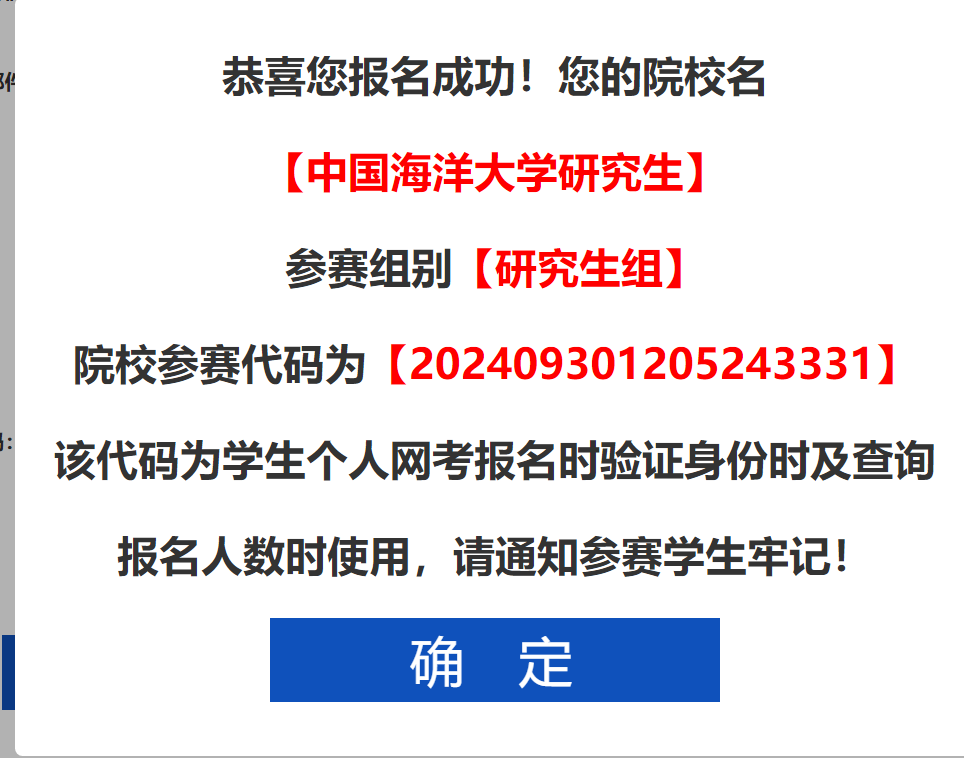 恭喜您报名成功！您的院校名
【中国海洋大学研究生】
参赛组别【研究生组】
院校参赛代码为【202409301205243331】
该代码为学生个人网考报名时验证身份时及查询
报名人数时使用，请通知参赛学生牢记！
确 定